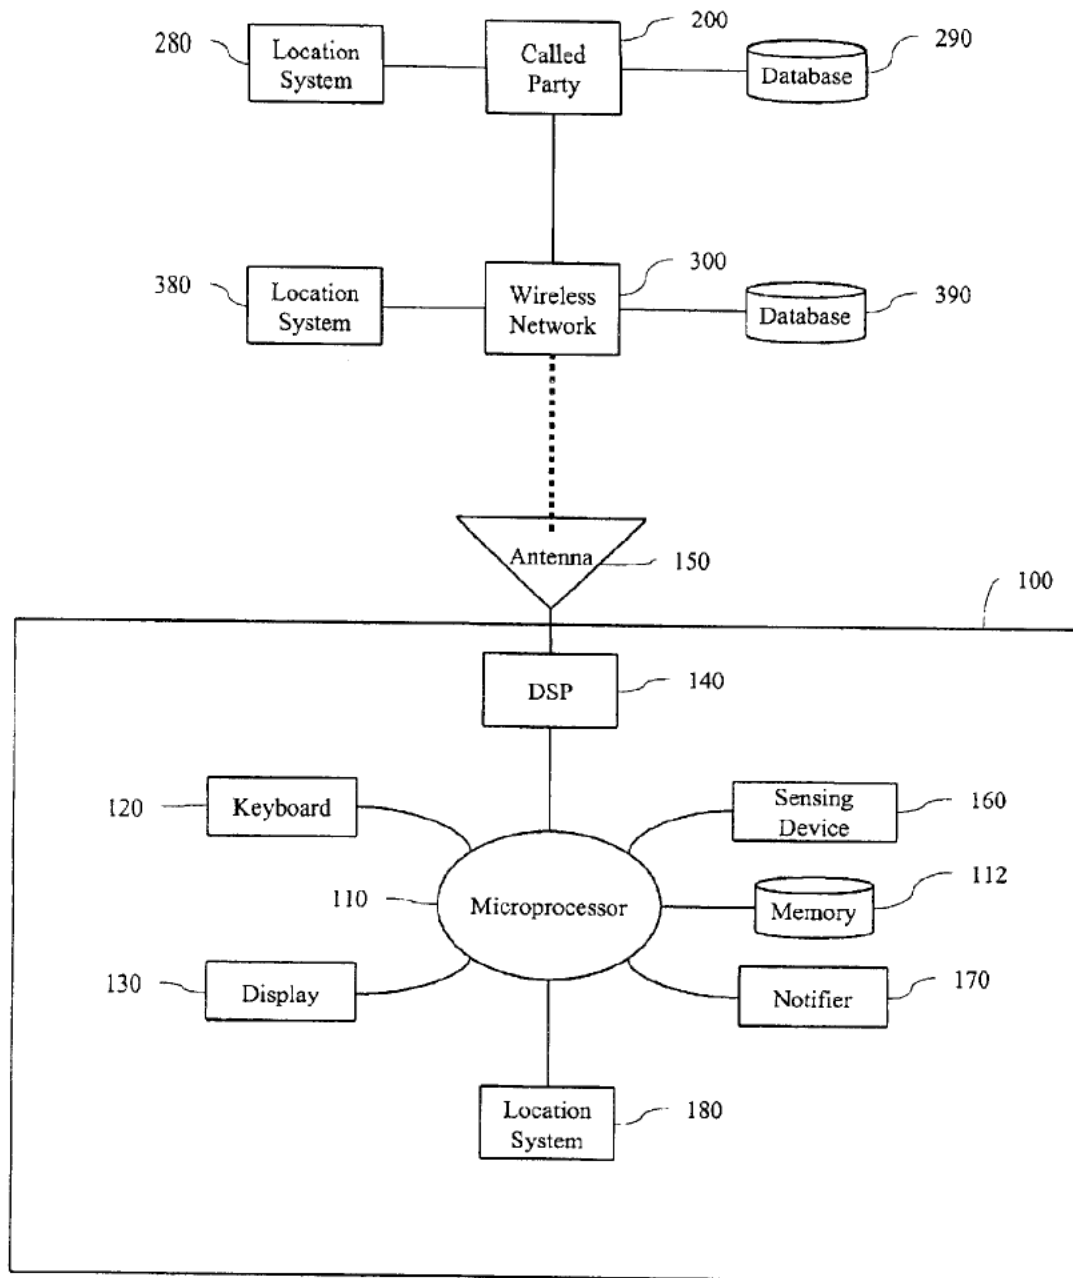 200
280
Location
System
Called
Party
Database
290
300
380
Location
System
Wireless
Network
Database
390
Antenna
150
100
DSP
140
120
Keyboard
Sensing
Device
160
110
Microprocessor
Memory
112
130
Display
Notifier
170
Location
System
180